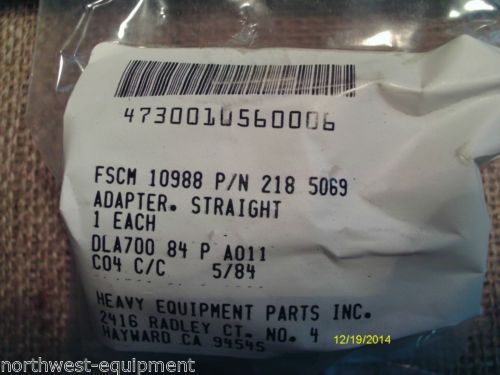 4730010560006
FSCM 10988 P/N 218 5069
ADAPTER. STRAIGHT
1 EACH
DLA700 84 P A011
C04 C/C 5/84
HEAVY EQUIPMENT PARTS INC.
2416 RADLEY CT. NO. 4
HAYWARD CA 94545
12/19/2014
northwest-equipment